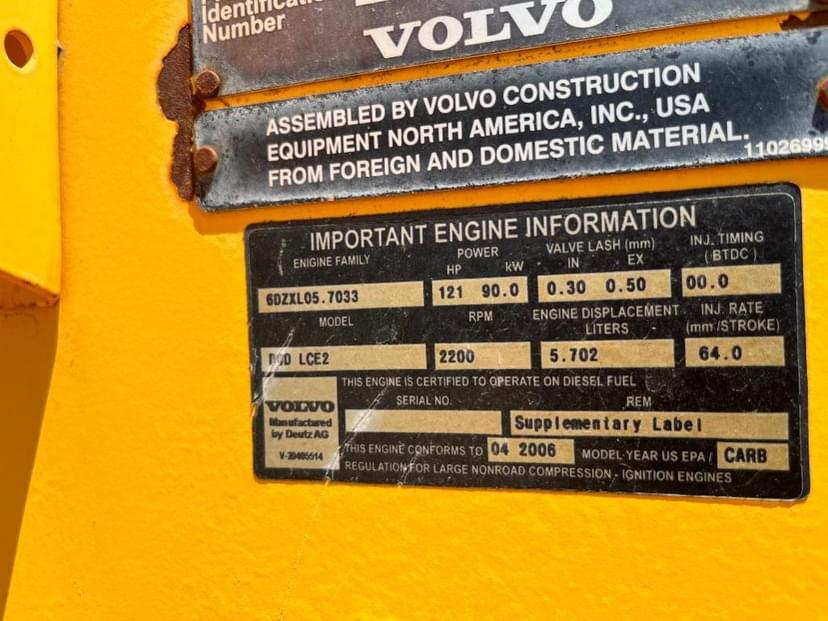 Identification
Number
VOLVO
ASSEMBLED BY VOLVO CONSTRUCTION
EQUIPMENT NORTH AMERICA, INC., USA
FROM FOREIGN AND DOMESTIC MATERIAL.
11026999
IMPORTANT ENGINE INFORMATION
ENGINE FAMILY POWER VALVE LASH (mm) INJ. TIMING
HP kW IN EX (BTDC)
6DZXL05.7033 121 90.0 0.30 0.50 00.0
MODEL RPM ENGINE DISPLACEMENT INJ. RATE
LITERS (mm /STROKE)
LCE2 2200 5.702 64.0
THIS ENGINE IS CERTIFIED TO OPERATE ON DIESEL FUEL
SERIAL NO. REM
Supplementary Label
VOLVO
Manufactured
by Deutz AG
V-20405514
THIS ENGINE CONFORMS TO 04 2006 MODEL-YEAR US EPA / CARB
REGULATION FOR LARGE NONROAD COMPRESSION - IGNITION ENGINES